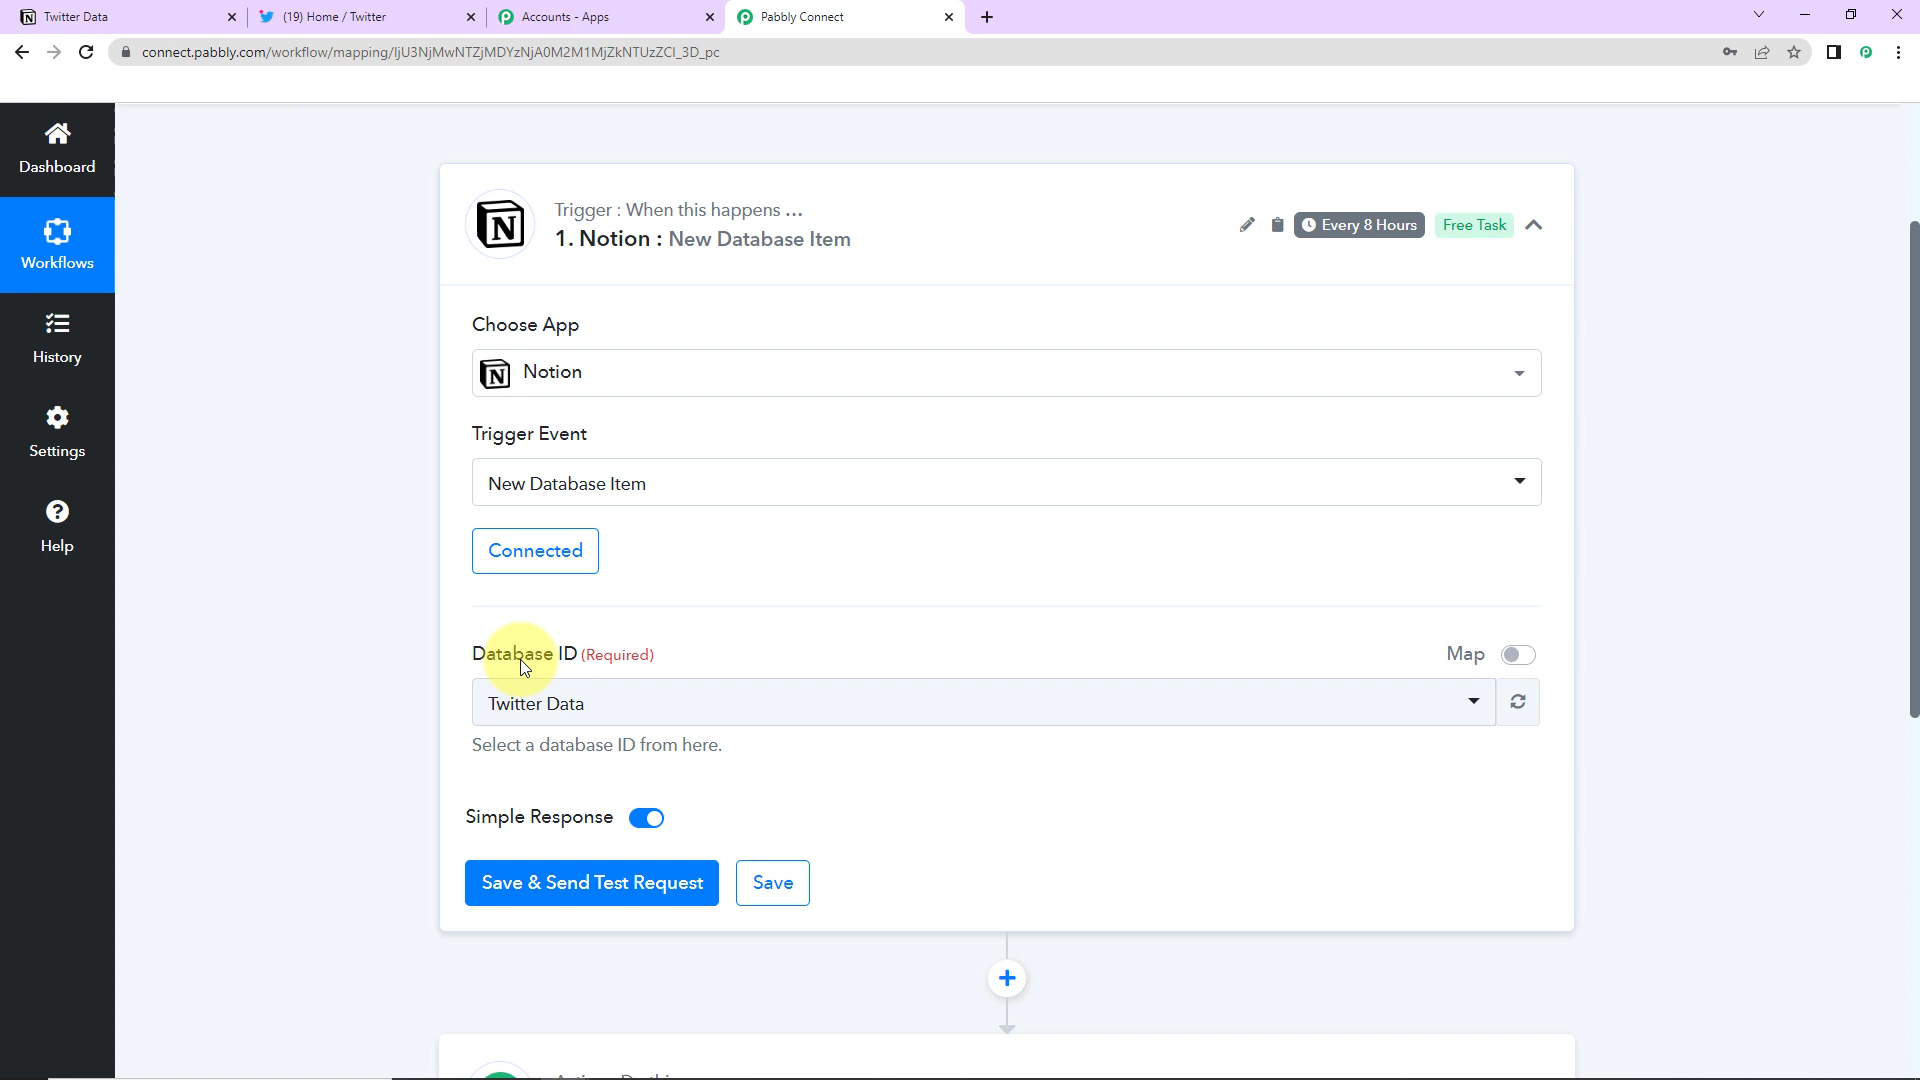 Twitter Data
(19) Home / Twitter
Accounts - Apps
Pabbly Connect
connect.pabbly.com/workflow/mapping/IjU3NjMwNTZjMDYzNjA0M2M1MjZkNTUzZCI_3D_pc
Dashboard
Workflows
History
Settings
Help
Trigger : When this happens ...
1. Notion : New Database Item
Every 8 Hours
Free Task
Choose App
Notion
Trigger Event
New Database Item
Connected
Database ID (Required)
Map
Twitter Data
Select a database ID from here.
Simple Response
Save & Send Test Request
Save